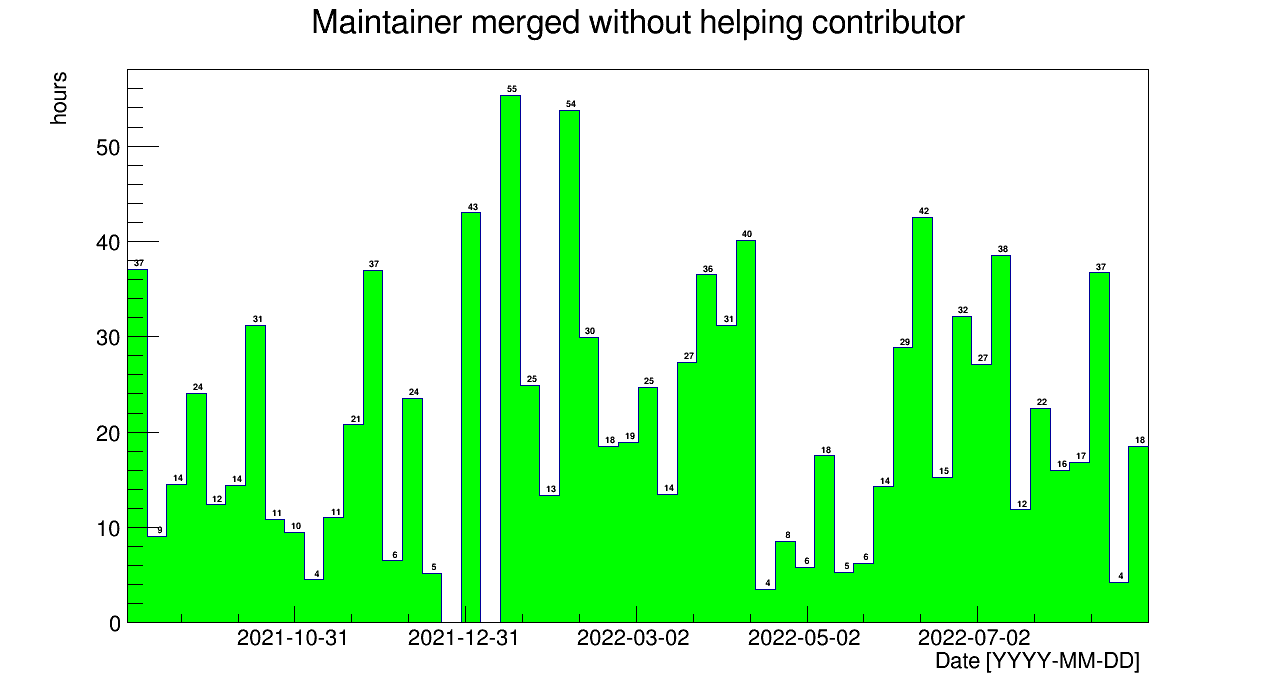 Maintainer merged without helping contributor
hours
50
40
30
20
10
0
37 9 14 24 12 14 31 11 10 4 11 21 37 6 24 5 43 55 25 13 54 30 18 19 25 14 27 36 31 40 4 8 6 18 5 6 14 29 42 15 32 27 38 12 22 16 17 37 4 18
2021-10-31 2021-12-31 2022-03-02 2022-05-02 2022-07-02
Date [YYYY-MM-DD]